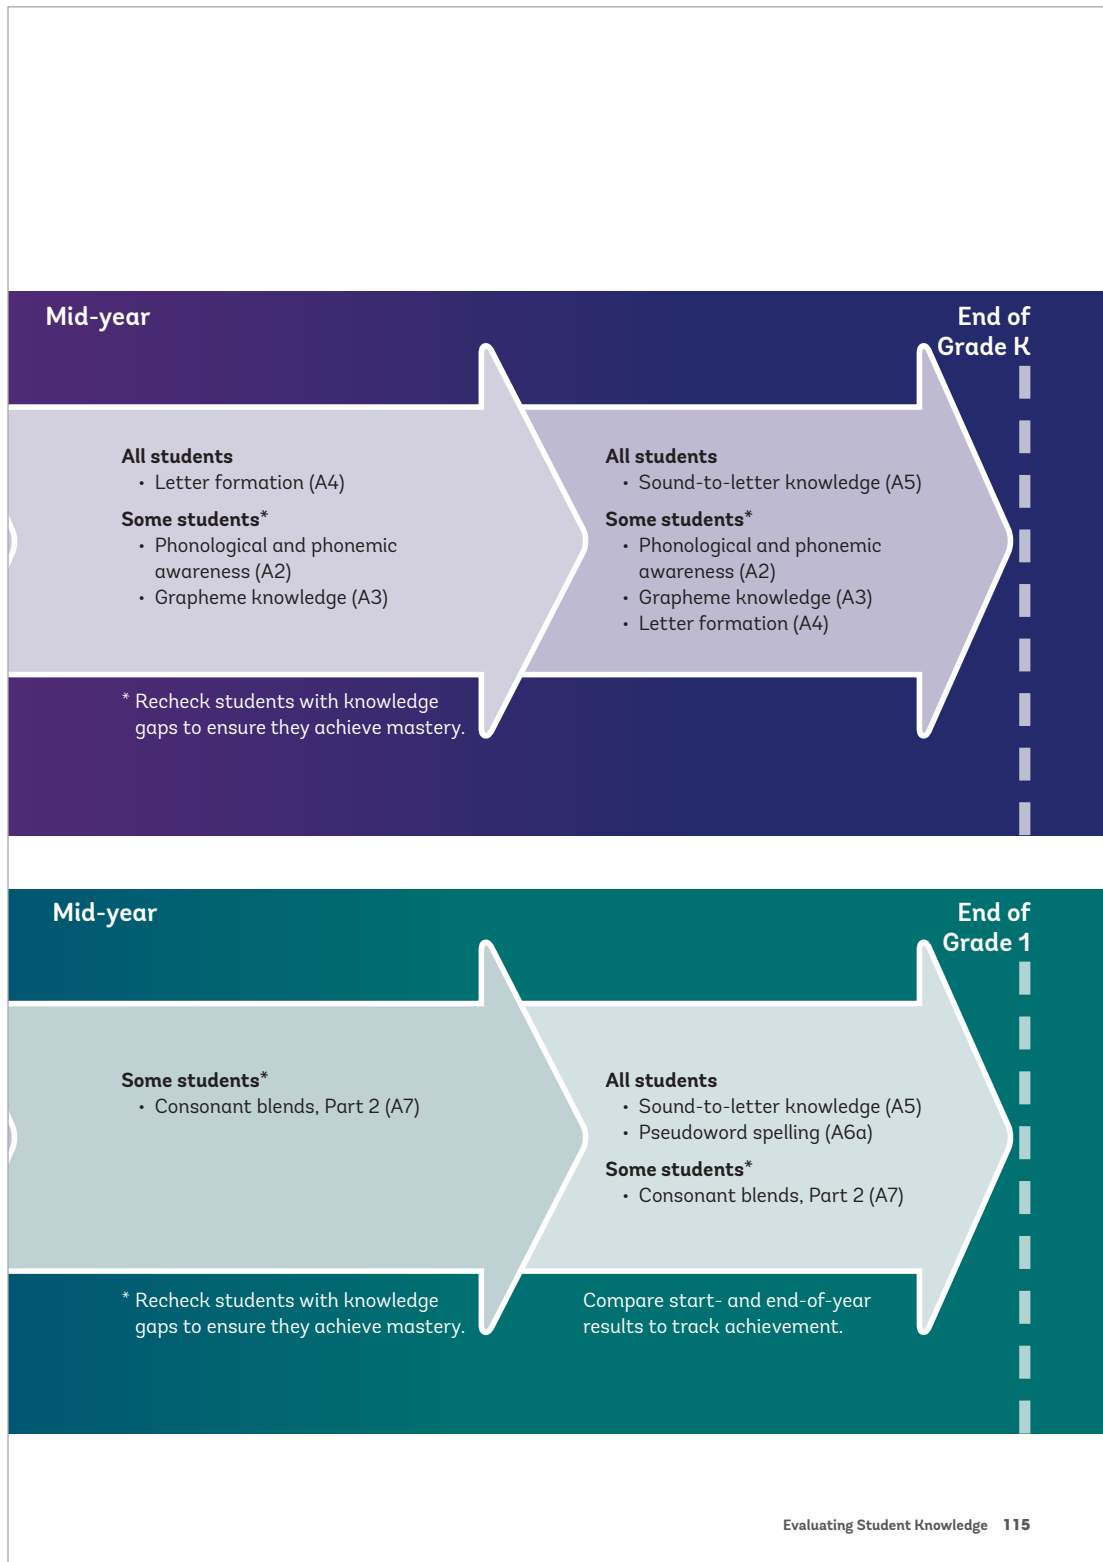 Mid-year
End of
Grade K
All students
• Letter formation (A4)
Some students*
• Phonological and phonemic
awareness (A2)
• Grapheme knowledge (A3)
All students
• Sound-to-letter knowledge (A5)
Some students*
• Phonological and phonemic
awareness (A2)
• Grapheme knowledge (A3)
• Letter formation (A4)
* Recheck students with knowledge
gaps to ensure they achieve mastery.
Mid-year
End of
Grade 1
Some students*
• Consonant blends, Part 2 (A7)
All students
• Sound-to-letter knowledge (A5)
• Pseudoword spelling (A6a)
Some students*
• Consonant blends, Part 2 (A7)
* Recheck students with knowledge
gaps to ensure they achieve mastery.
Compare start- and end-of-year
results to track achievement.
Evaluating Student Knowledge 115